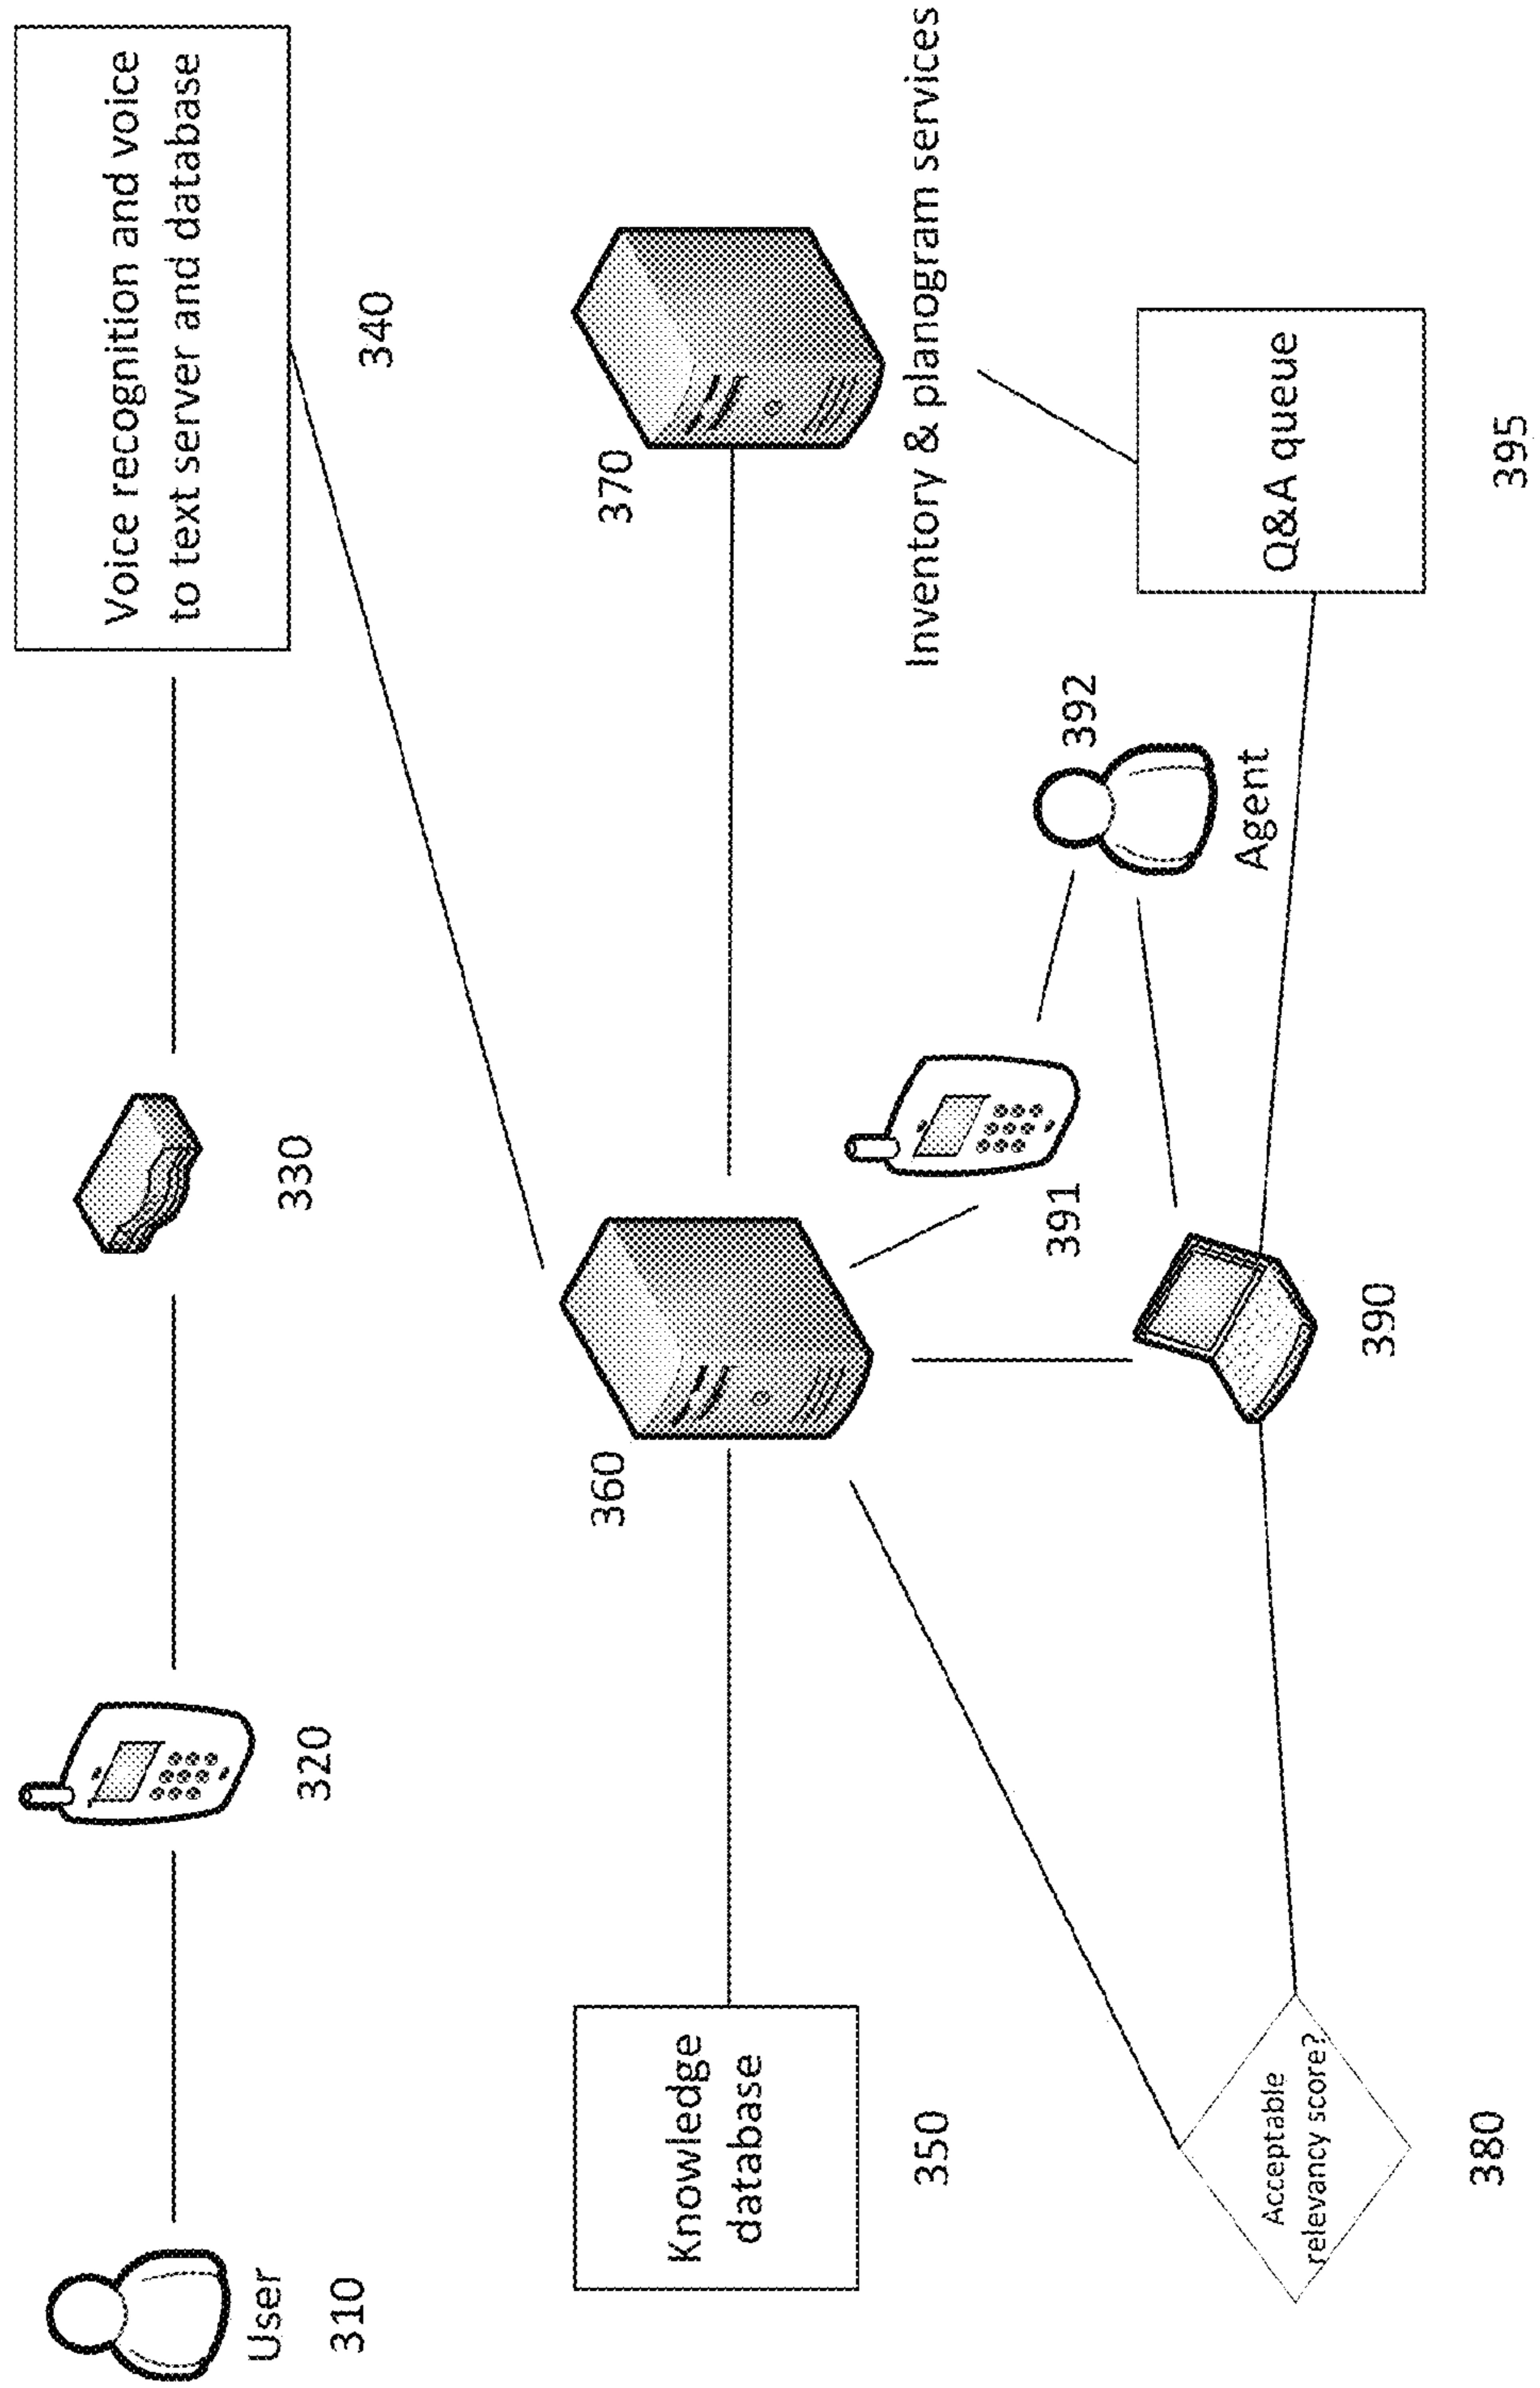 User
310
320
330
Voice recognition and voice
to text server and database
340
Knowledge
database
350
360
370
Inventory & planogram services
Acceptable
relevancy score?
380
390
391
392
Agent
Q&A queue
395